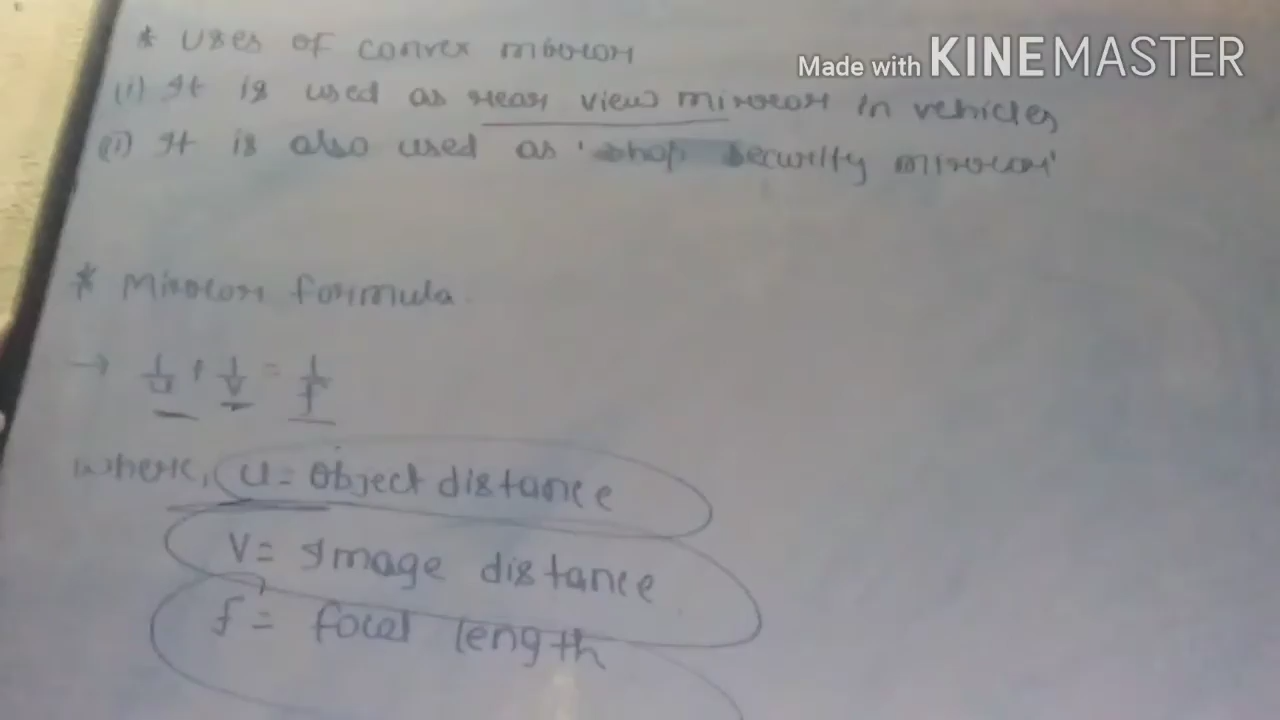 Made with KINEMASTER
* Uses of convex mirror
(i) It is used as rear view mirror in vehicles
(ii) It is also used as 'shop security mirror'
* Mirror formula
→ 1/u + 1/v = 1/f
where, u = Object distance
v = Image distance
f = focal length